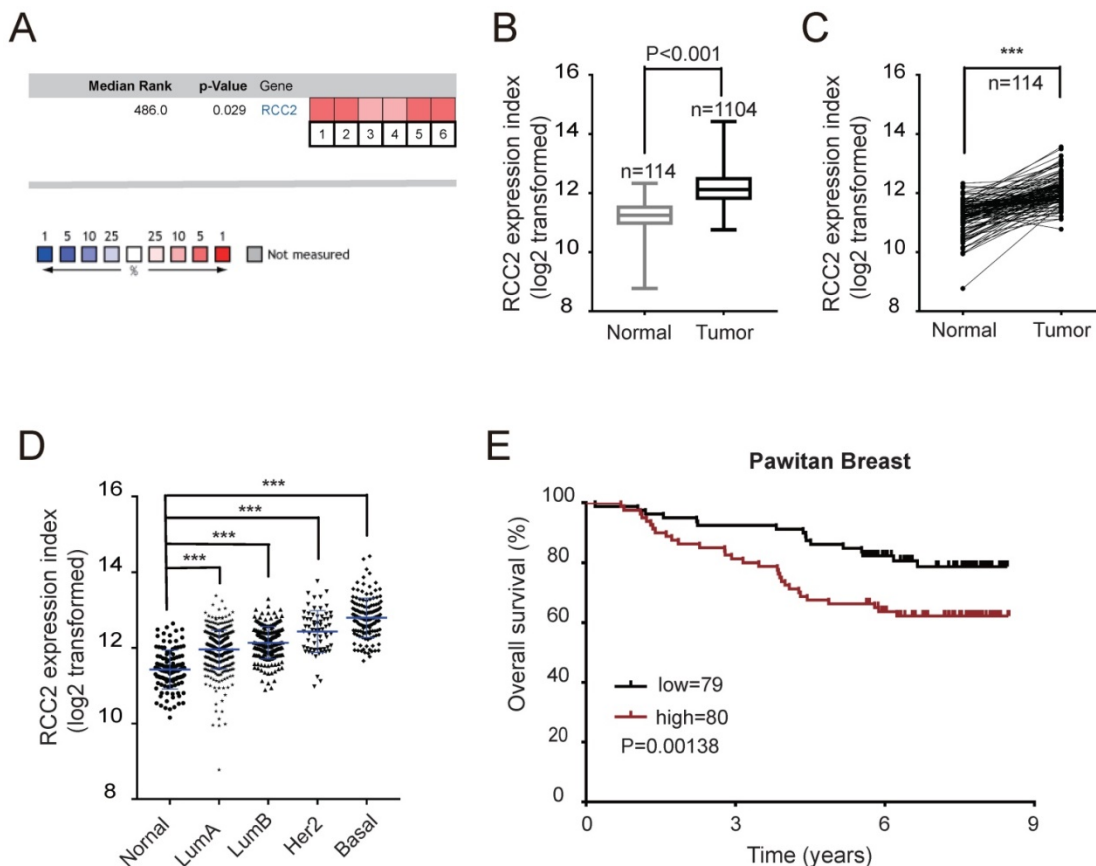 A
Median Rank p-Value Gene
486.0 0.029 RCC2
1 2 3 4 5 6
1 5 10 25 25 10 5 1
Not measured
%
B
P<0.001
n=1104
n=114
RCC2 expression index
(log2 transformed)
16
14
12
10
8
Normal Tumor
C
***
n=114
RCC2 expression index
(log2 transformed)
16
14
12
10
8
Normal Tumor
D
***
***
***
***
RCC2 expression index
(log2 transformed)
16
14
12
10
8
Nornal LumA LumB Her2 Basal
E
Pawitan Breast
Overall survival (%)
100
80
60
40
20
0
low=79
high=80
P=0.00138
0 3 6 9
Time (years)